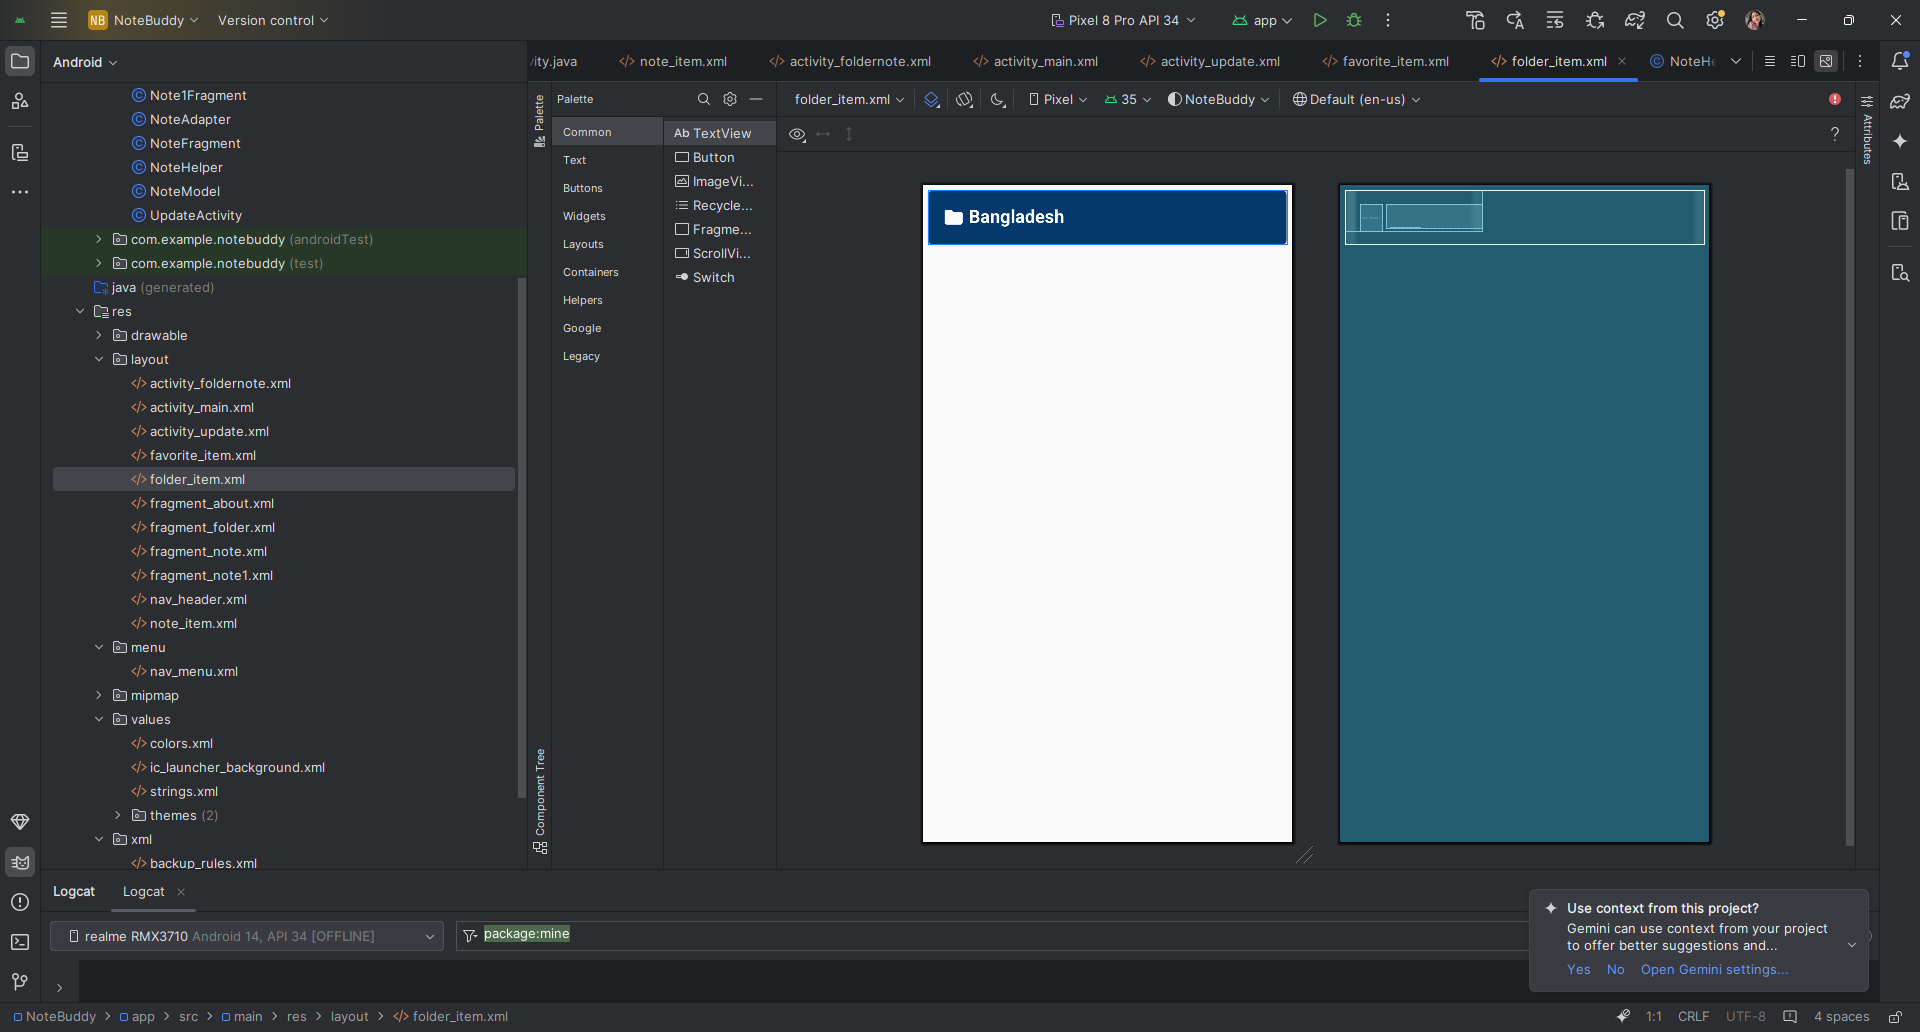 NB NoteBuddy Version control Pixel 8 Pro API 34 app
Android
Note1Fragment
NoteAdapter
NoteFragment
NoteHelper
NoteModel
UpdateActivity
com.example.notebuddy (androidTest)
com.example.notebuddy (test)
java (generated)
res
drawable
layout
activity_foldernote.xml
activity_main.xml
activity_update.xml
favorite_item.xml
folder_item.xml
fragment_about.xml
fragment_folder.xml
fragment_note.xml
fragment_note1.xml
nav_header.xml
note_item.xml
menu
nav_menu.xml
mipmap
values
colors.xml
ic_launcher_background.xml
strings.xml
themes (2)
xml
backup_rules.xml
ity.java note_item.xml activity_foldernote.xml activity_main.xml activity_update.xml favorite_item.xml folder_item.xml NoteHe
Palette
Component Tree
Palette
Common
Text
Buttons
Widgets
Layouts
Containers
Helpers
Google
Legacy
Ab TextView
Button
ImageVi...
Recycle...
Fragme...
ScrollVi...
Switch
folder_item.xml Pixel 35 NoteBuddy Default (en-us)
?
Attributes
Bangladesh
Logcat Logcat
realme RMX3710 Android 14, API 34 [OFFLINE]
package:mine
Use context from this project?
Gemini can use context from your project
to offer better suggestions and...
Yes No Open Gemini settings...
NoteBuddy app src main res layout folder_item.xml
1:1 CRLF UTF-8 4 spaces